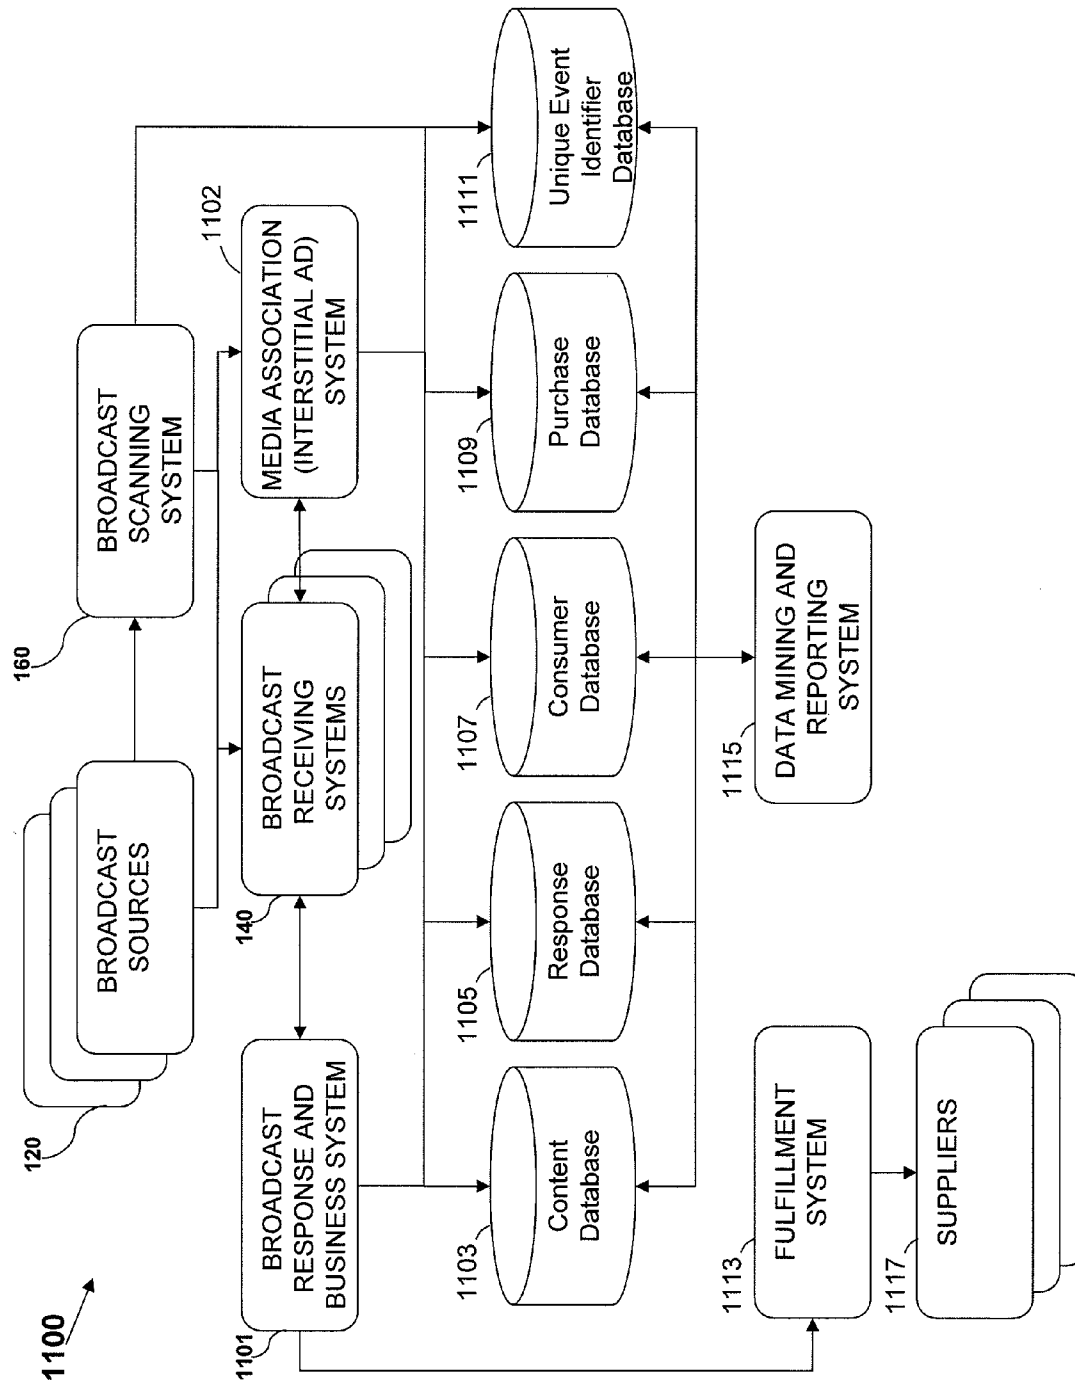 1100
120
BROADCAST
SOURCES
160
BROADCAST
SCANNING
SYSTEM
1101
BROADCAST
RESPONSE AND
BUSINESS SYSTEM
140
BROADCAST
RECEIVING
SYSTEMS
1102
MEDIA ASSOCIATION
(INTERSTITIAL AD)
SYSTEM
1103
Content
Database
1105
Response
Database
1107
Consumer
Database
1109
Purchase
Database
1111
Unique Event
Identifier
Database
1113
FULFILLMENT
SYSTEM
1115
DATA MINING AND
REPORTING
SYSTEM
1117
SUPPLIERS